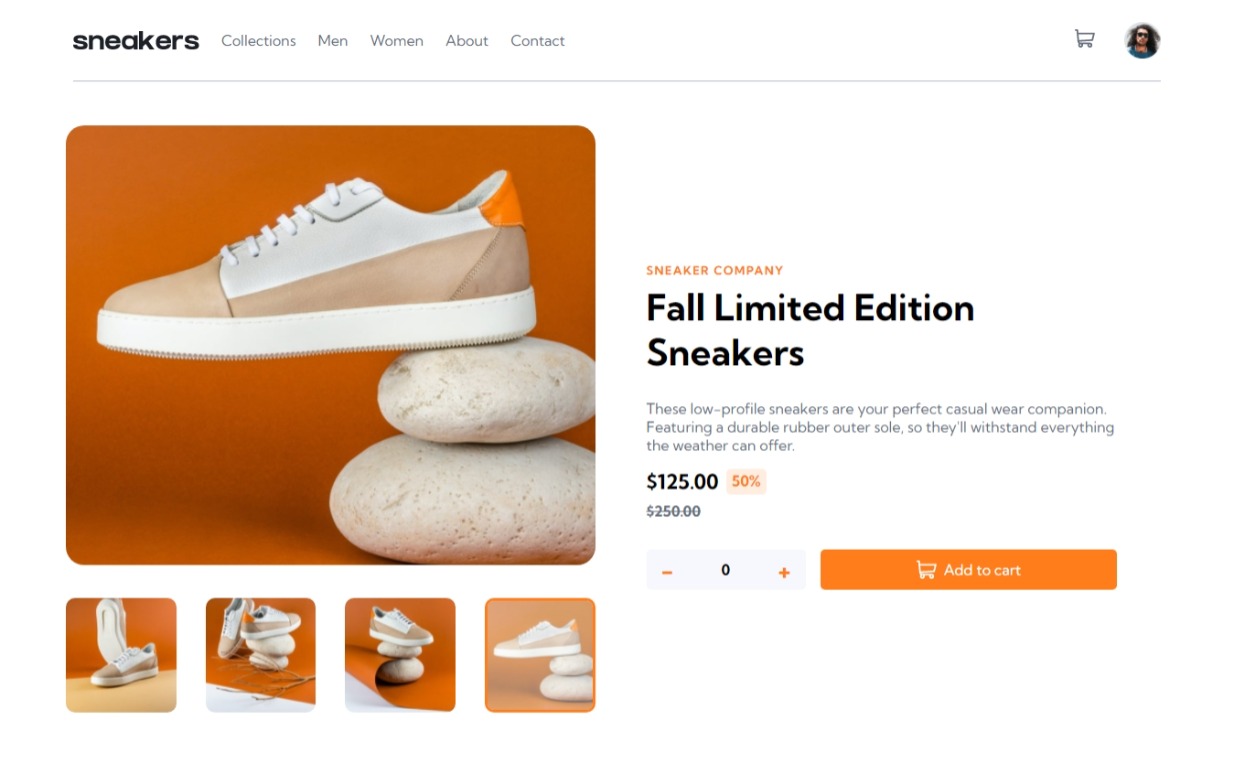 sneakers Collections Men Women About Contact
SNEAKER COMPANY
Fall Limited Edition
Sneakers
These low-profile sneakers are your perfect casual wear companion.
Featuring a durable rubber outer sole, so they'll withstand everything
the weather can offer.
$125.00 50%
$250.00
− 0 + Add to cart